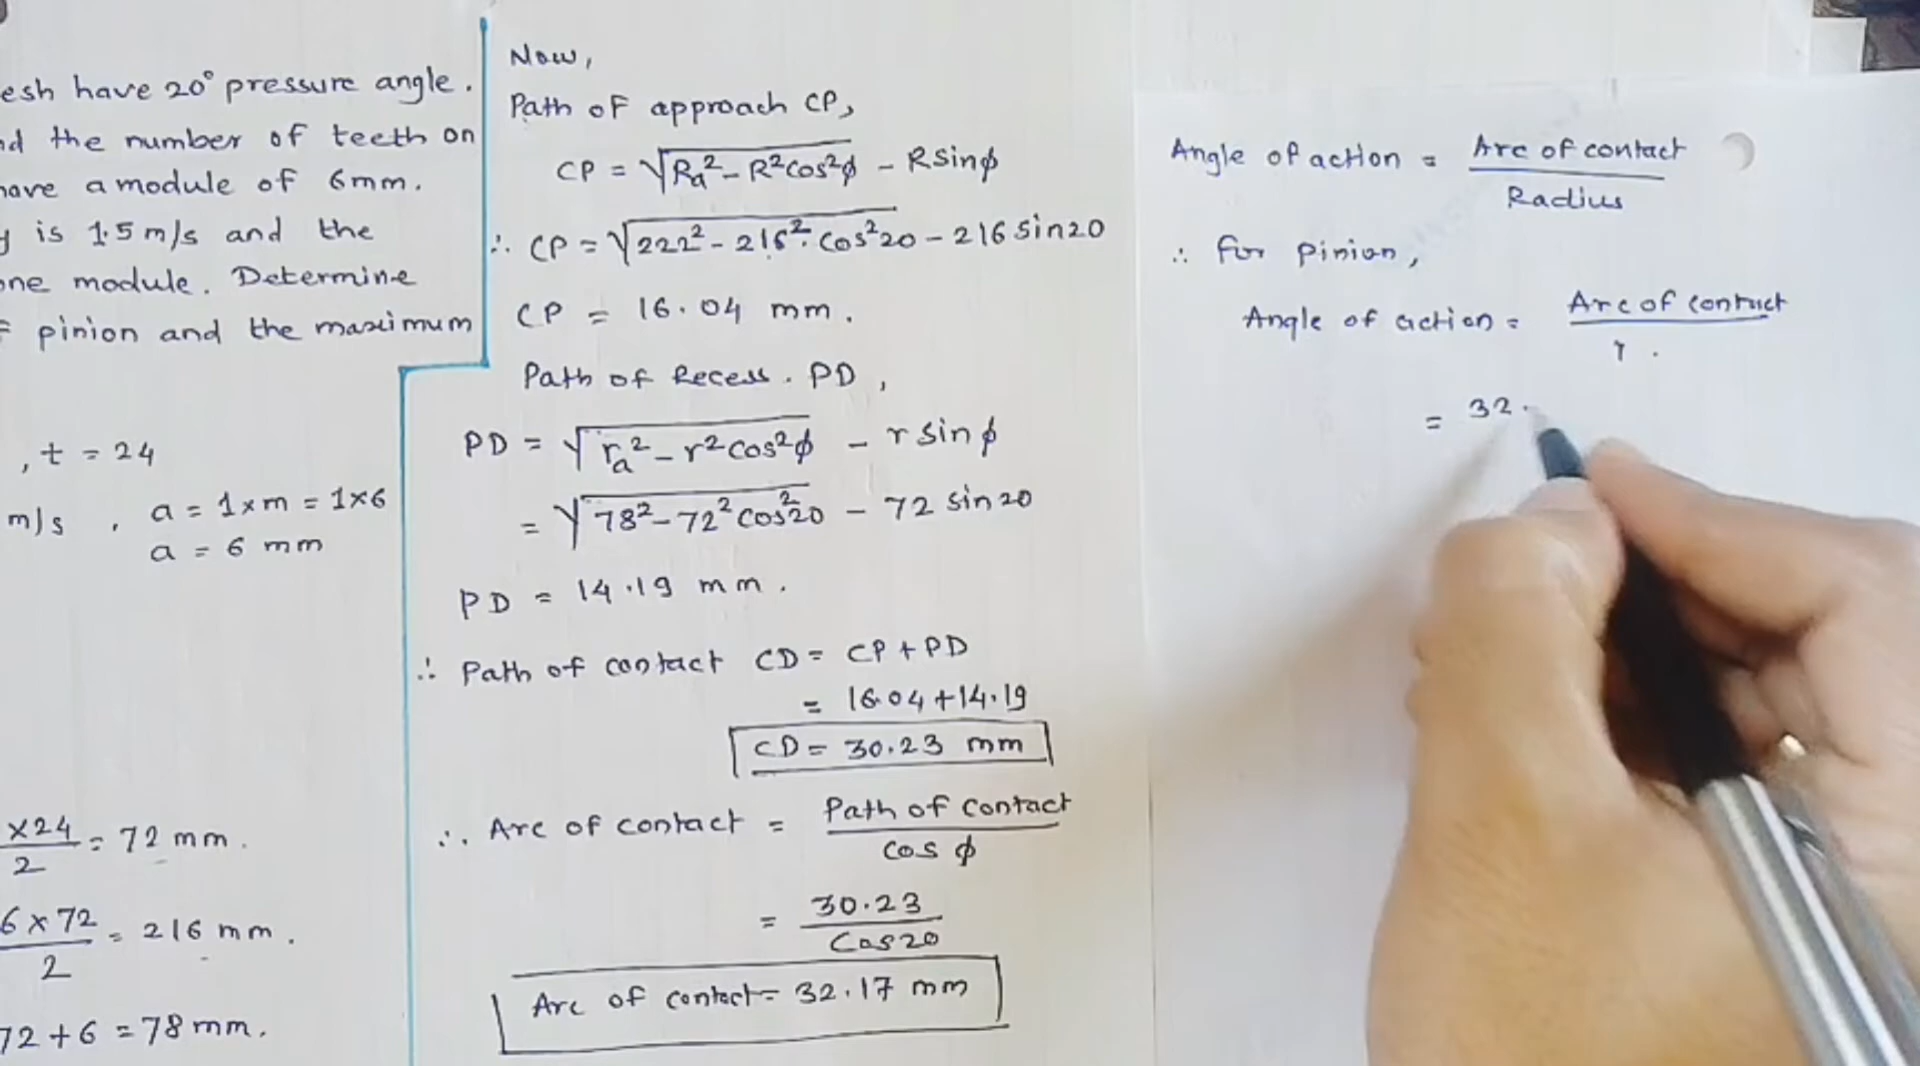 esh have 20° pressure angle.
nd the number of teeth on
have a module of 6mm.
y is 1.5 m/s and the
one module. Determine
f pinion and the maximum
, t = 24
m/s , a = 1×m = 1×6
a = 6 mm
×24/2 = 72 mm.
6×72/2 = 216 mm.
72 + 6 = 78 mm.
Now,
Path of approach CP,
CP = √(Ra² - R²cos²φ) - Rsinφ
∴ CP = √(222² - 216².cos²20) - 216 sin20
CP = 16.04 mm.
Path of Recess. PD,
PD = √(ra² - r²cos²φ) - r sinφ
= √(78² - 72²cos²20) - 72 sin20
PD = 14.19 mm.
∴ Path of contact CD = CP + PD
= 16.04 + 14.19
CD = 30.23 mm
∴ Arc of contact = Path of contact / cos φ
= 30.23 / Cos20
Arc of contact = 32.17 mm
Angle of action = Arc of contact / Radius
∴ for pinion,
Angle of action = Arc of contact / r.
= 32.